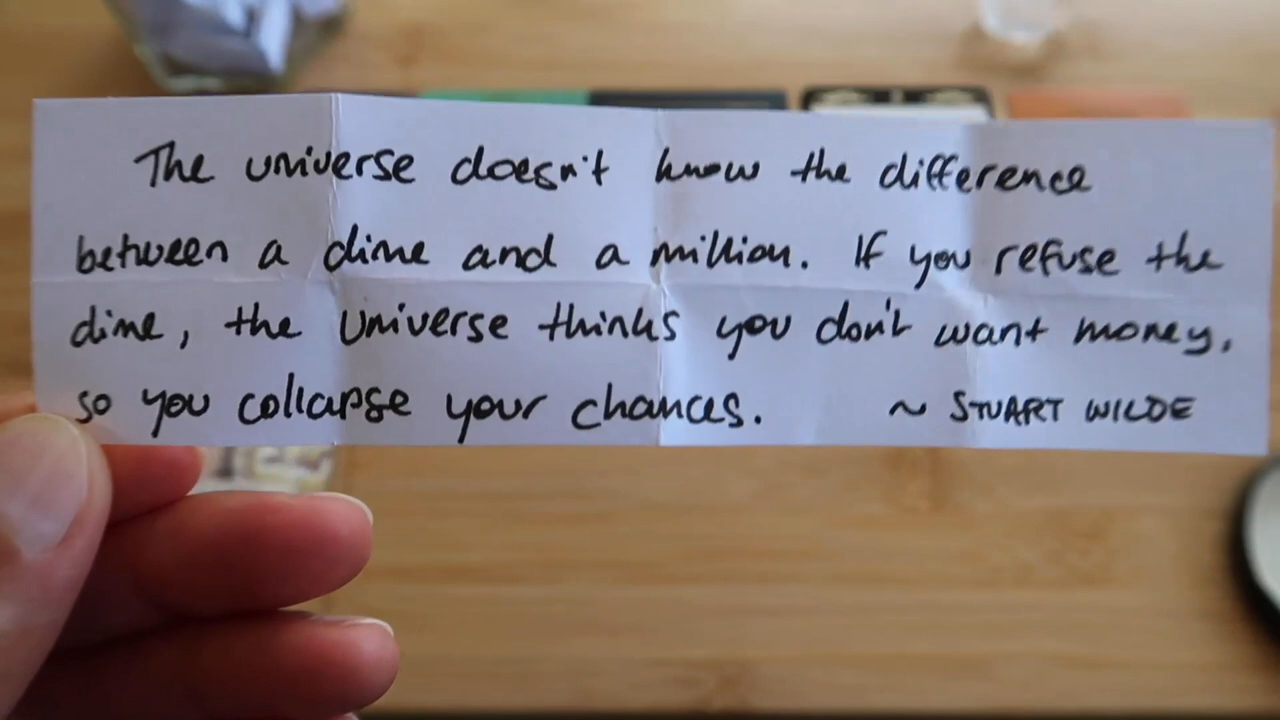 The universe doesn't know the difference
between a dime and a million. If you refuse the
dime, the universe thinks you don't want money,
so you collapse your chances. ~ STUART WILDE